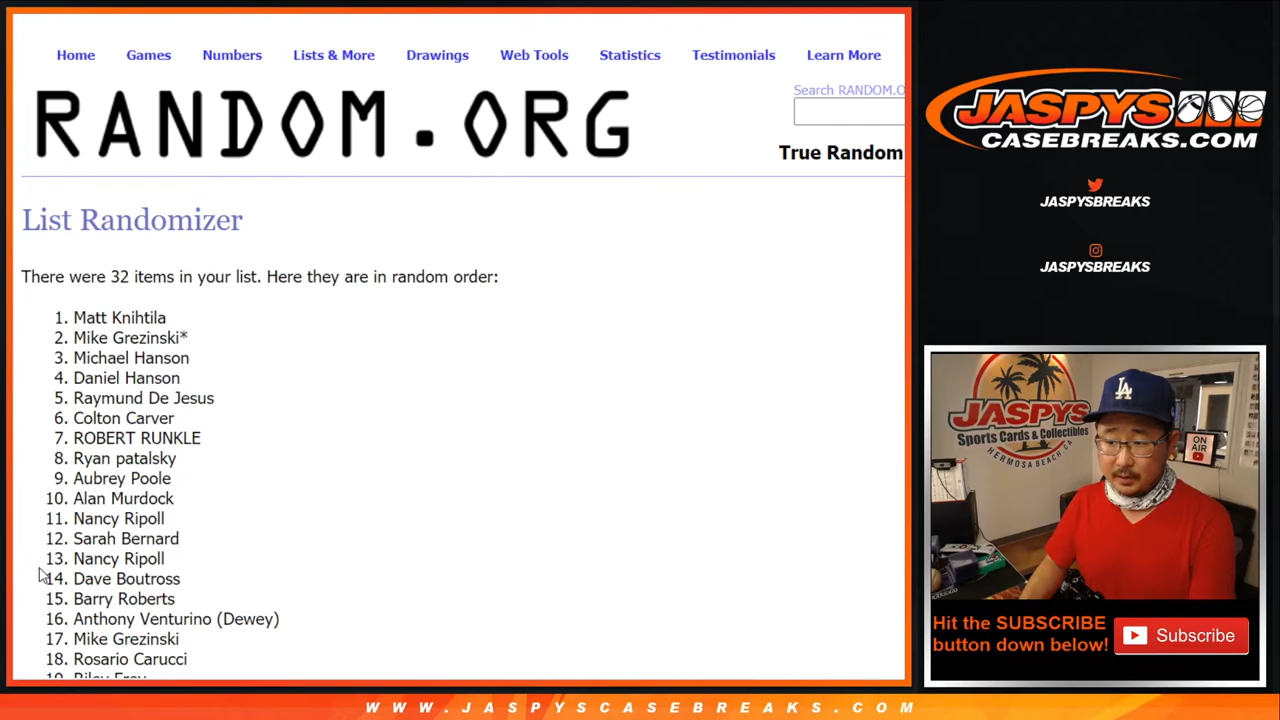 Home Games Numbers Lists & More Drawings Web Tools Statistics Testimonials Learn More
Search RANDOM.O
RANDOM.ORG
True Random
List Randomizer
There were 32 items in your list. Here they are in random order:
1. Matt Knihtila
2. Mike Grezinski*
3. Michael Hanson
4. Daniel Hanson
5. Raymund De Jesus
6. Colton Carver
7. ROBERT RUNKLE
8. Ryan patalsky
9. Aubrey Poole
10. Alan Murdock
11. Nancy Ripoll
12. Sarah Bernard
13. Nancy Ripoll
14. Dave Boutross
15. Barry Roberts
16. Anthony Venturino (Dewey)
17. Mike Grezinski
18. Rosario Carucci
JASPYS
CASEBREAKS.COM
JASPYSBREAKS
JASPYSBREAKS
JASPYS
Sports Cards & Collectibles
HERMOSA BEACH, CA
LA
ON
AIR
Hit the SUBSCRIBE
button down below!
Subscribe
WWW.JASPYSCASEBREAKS.COM